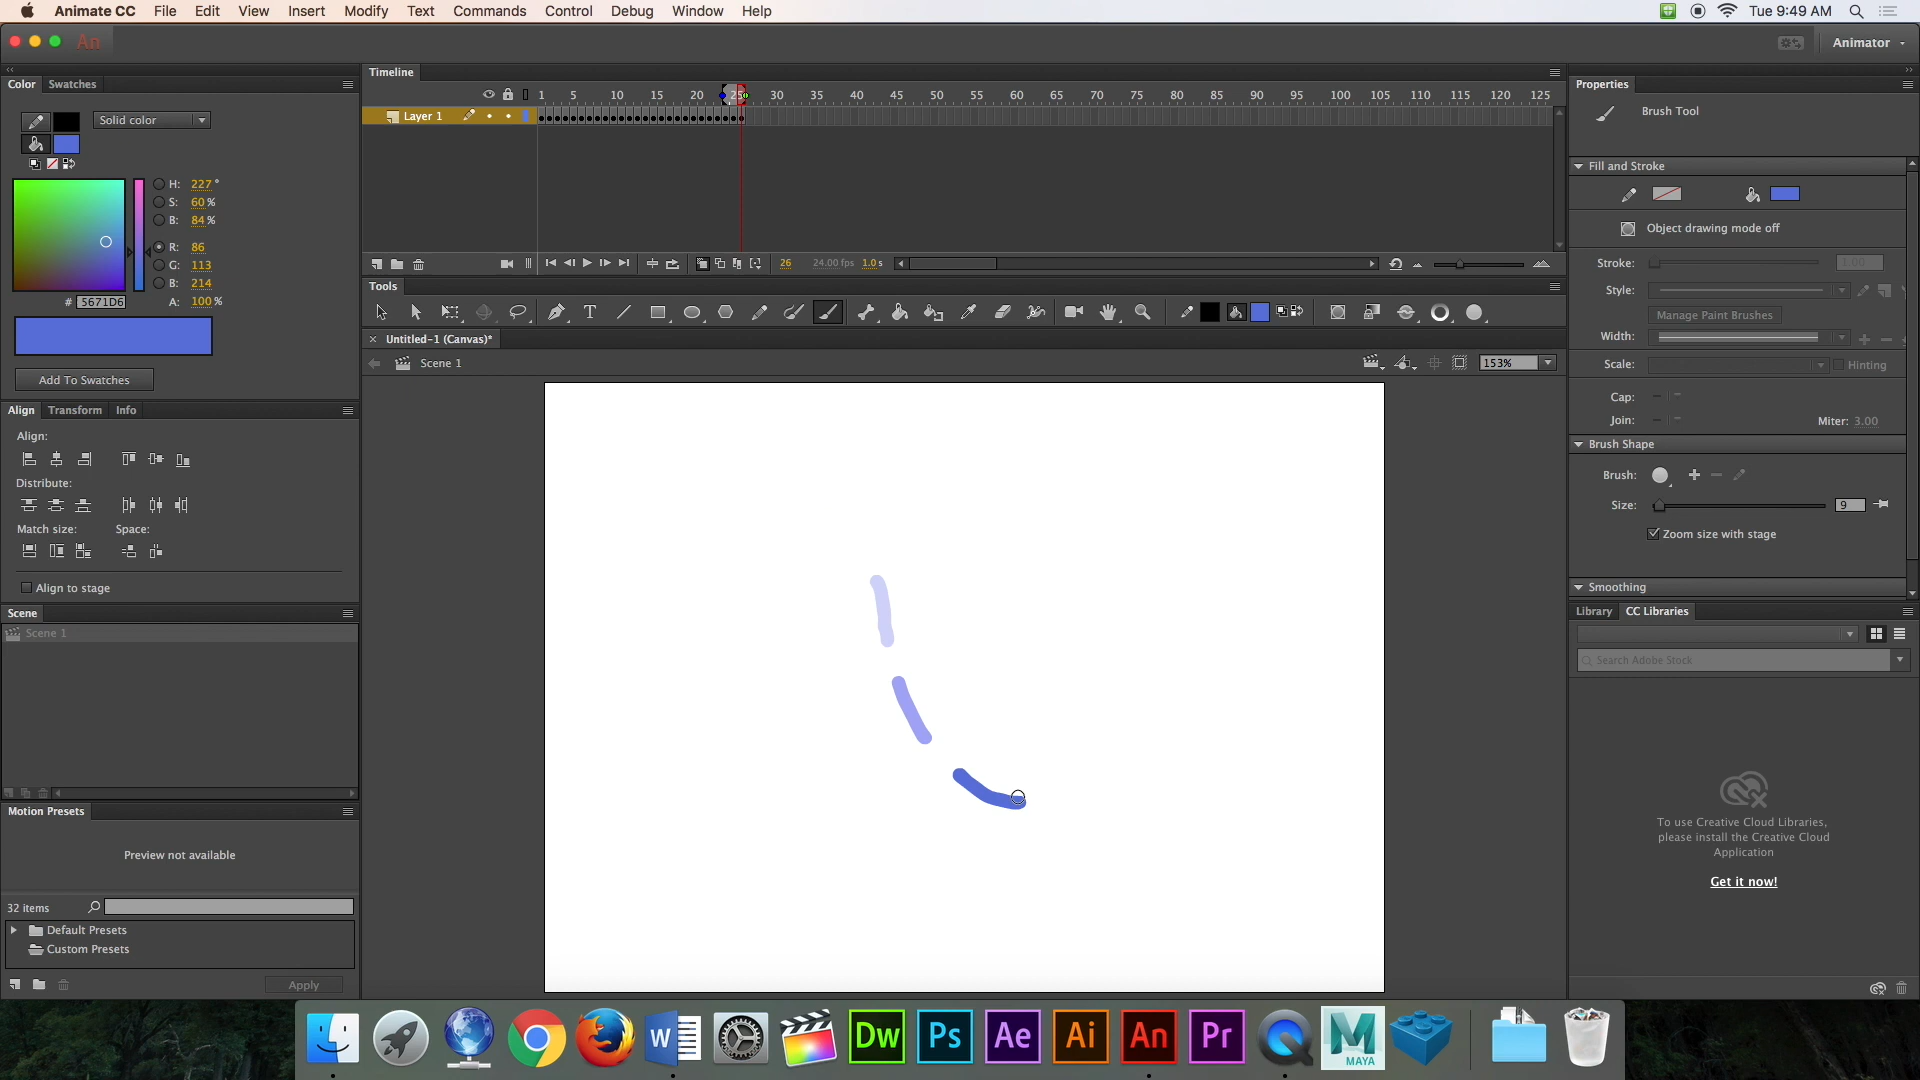 Animate CC File Edit View Insert Modify Text Commands Control Debug Window Help Tue 9:49 AM
An Animator
Color Swatches
Solid color
H: 227 °
S: 60 %
B: 84 %
R: 86
G: 113
B: 214
# 5671D6 A: 100 %
Add To Swatches
Align Transform Info
Align:
Distribute:
Match size: Space:
Align to stage
Scene
Scene 1
Motion Presets
Preview not available
32 items
Default Presets
Custom Presets
Apply
Timeline
1 5 10 15 20 25 30 35 40 45 50 55 60 65 70 75 80 85 90 95 100 105 110 115 120 125
Layer 1
26 24.00 fps 1.0 s
Tools
T
Untitled-1 (Canvas)*
Scene 1 153%
Properties
Brush Tool
Fill and Stroke
Object drawing mode off
Stroke: 1.00
Style:
Manage Paint Brushes
Width:
Scale: Hinting
Cap:
Join: Miter: 3.00
Brush Shape
Brush:
Size: 9
Zoom size with stage
Smoothing
Library CC Libraries
Search Adobe Stock
To use Creative Cloud Libraries,
please install the Creative Cloud
Application
Get it now!
W Dw Ps Ae Ai An Pr M
MAYA